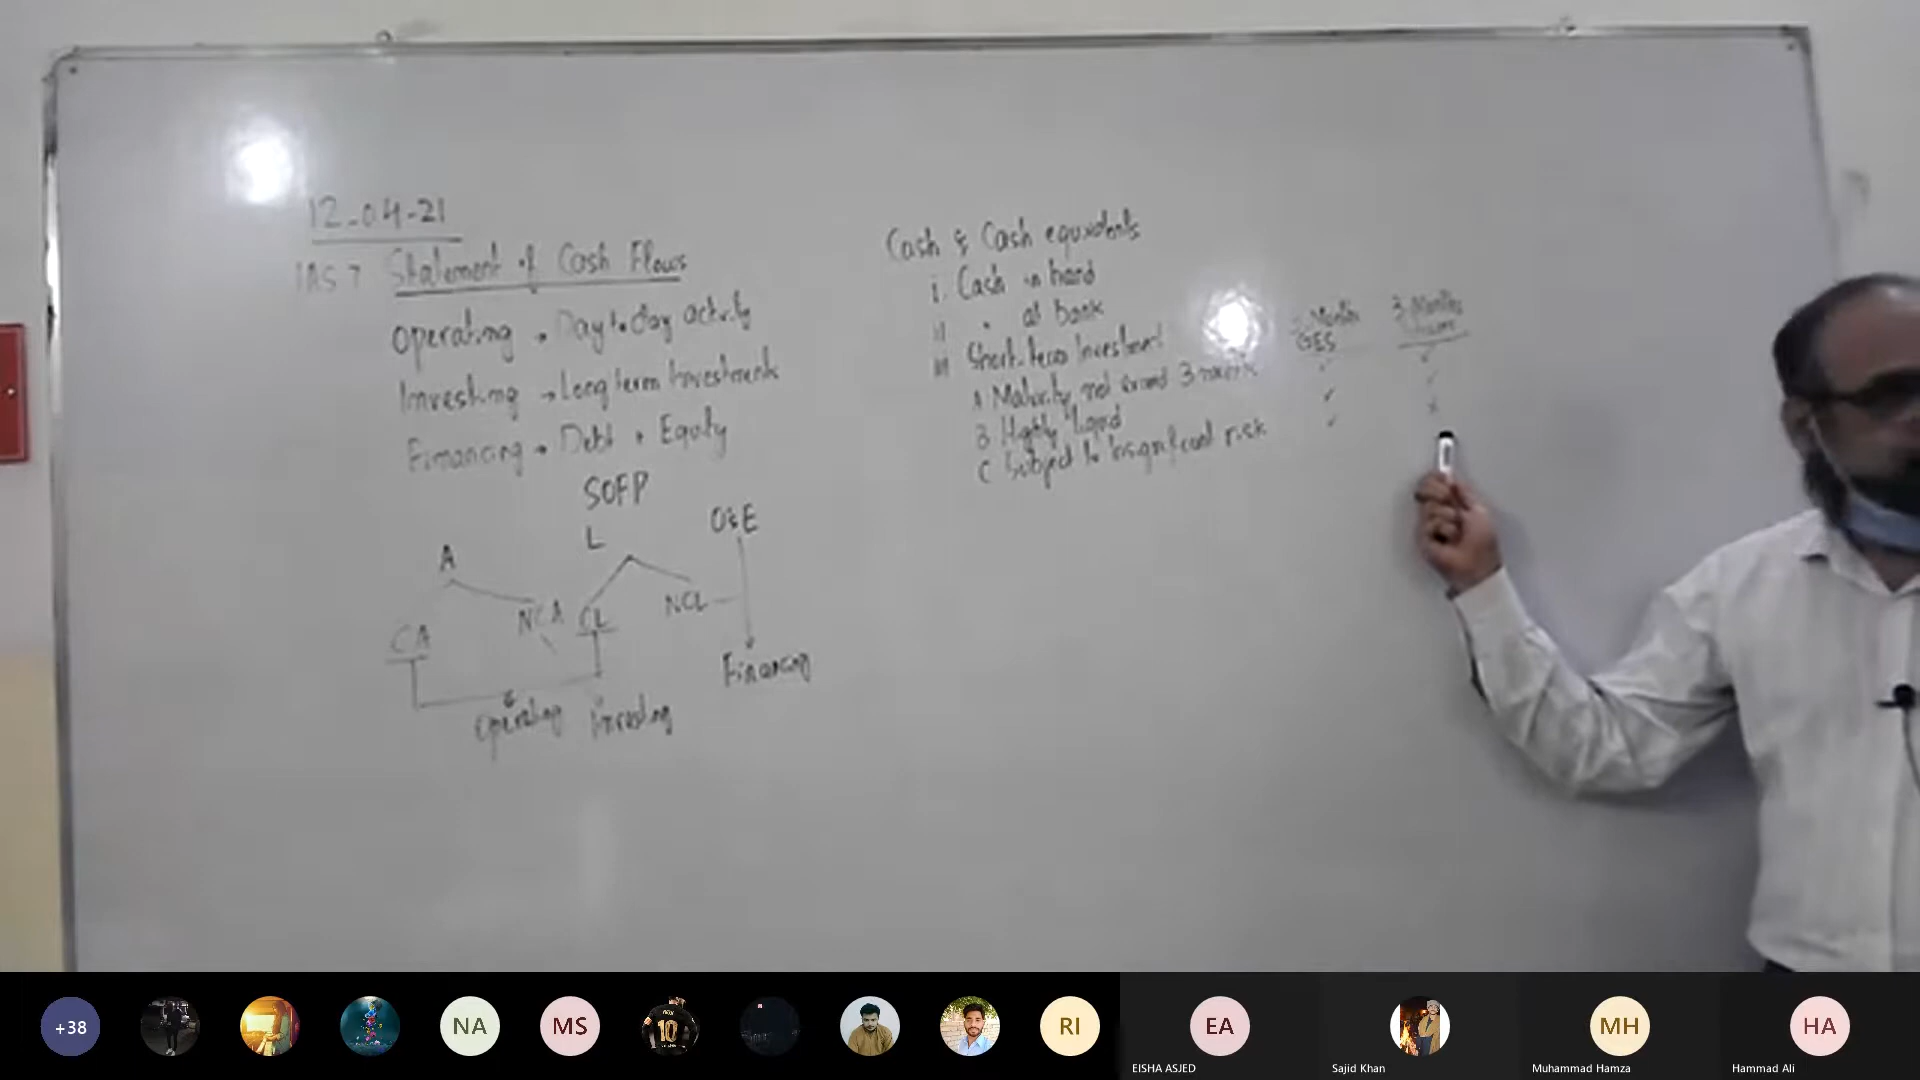 12-04-21
IAS 7 Statement of Cash Flows
Operating → Day to day activity
Investing → Long term Investments
Financing → Debt + Equity
SOFP
A
L
O's E
CA
NCA
CL
NCL
Operating
Investing
Financing
Cash & Cash equivalents
i. Cash in hand
ii " at bank
iii Short-term Investment
A Maturity not exceed 3 months
B Highly liquid
C Subject to insignificant risk
Month
3 Months
+38
NA
MS
10
RI
EA
MH
HA
EISHA ASJED
Sajid Khan
Muhammad Hamza
Hammad Ali